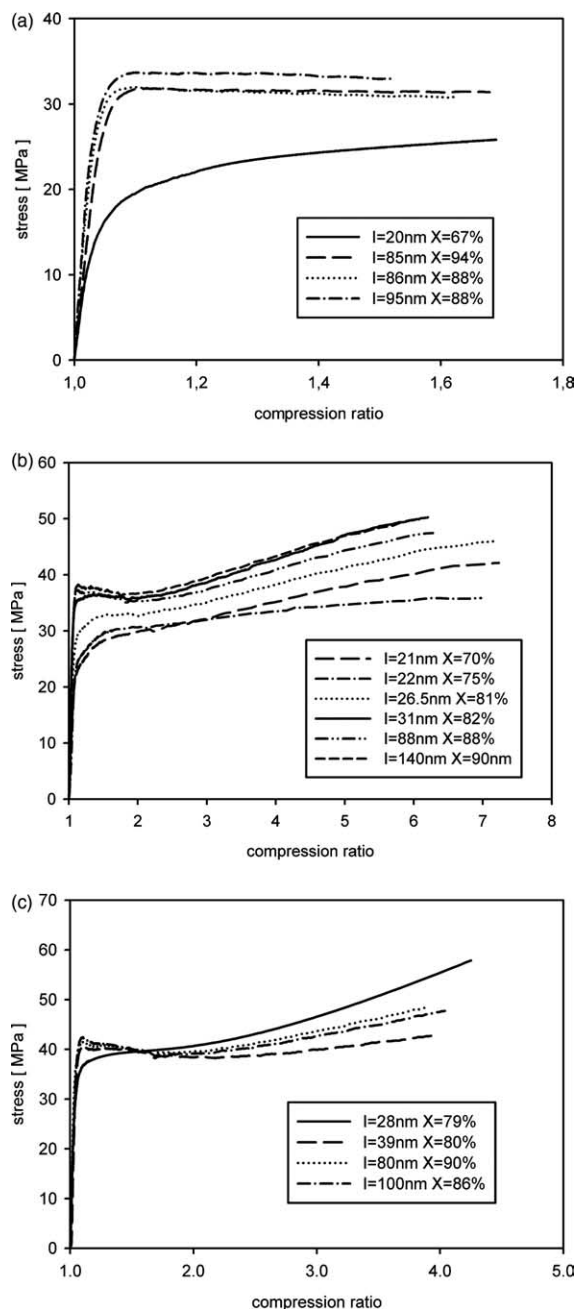 (a)
40
30
20
10
0
stress [ MPa]
I=20nm X=67%
I=85nm X=94%
I=86nm X=88%
I=95nm X=88%
1,0 1,2 1,4 1,6 1,8
compression ratio
(b)
60
50
40
30
20
10
0
stress [ MPa]
I=21nm X=70%
I=22nm X=75%
I=26.5nm X=81%
I=31nm X=82%
I=88nm X=88%
I=140nm X=90nm
1 2 3 4 5 6 7 8
compression ratio
(c)
70
60
50
40
30
20
10
0
stress [ MPa]
I=28nm X=79%
I=39nm X=80%
I=80nm X=90%
I=100nm X=86%
1.0 2.0 3.0 4.0 5.0
compression ratio